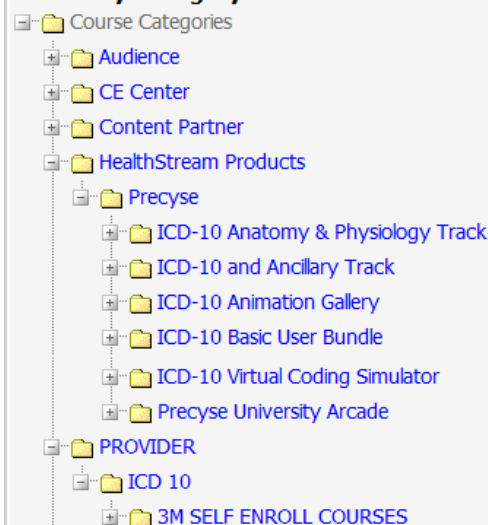 Course Categories
Audience
CE Center
Content Partner
HealthStream Products
Precyse
ICD-10 Anatomy & Physiology Track
ICD-10 and Ancillary Track
ICD-10 Animation Gallery
ICD-10 Basic User Bundle
ICD-10 Virtual Coding Simulator
Precyse University Arcade
PROVIDER
ICD 10
3M SELF ENROLL COURSES